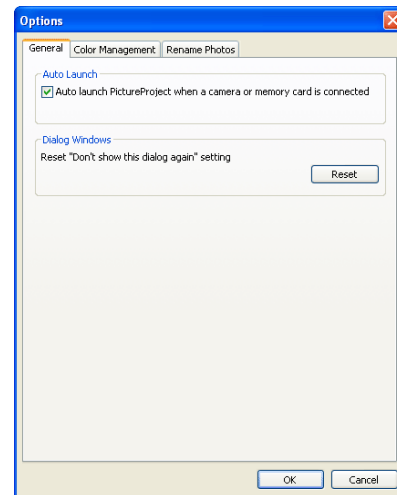 Options
General Color Management Rename Photos
Auto Launch
Auto launch PictureProject when a camera or memory card is connected
Dialog Windows
Reset "Don't show this dialog again" setting
Reset
OK Cancel